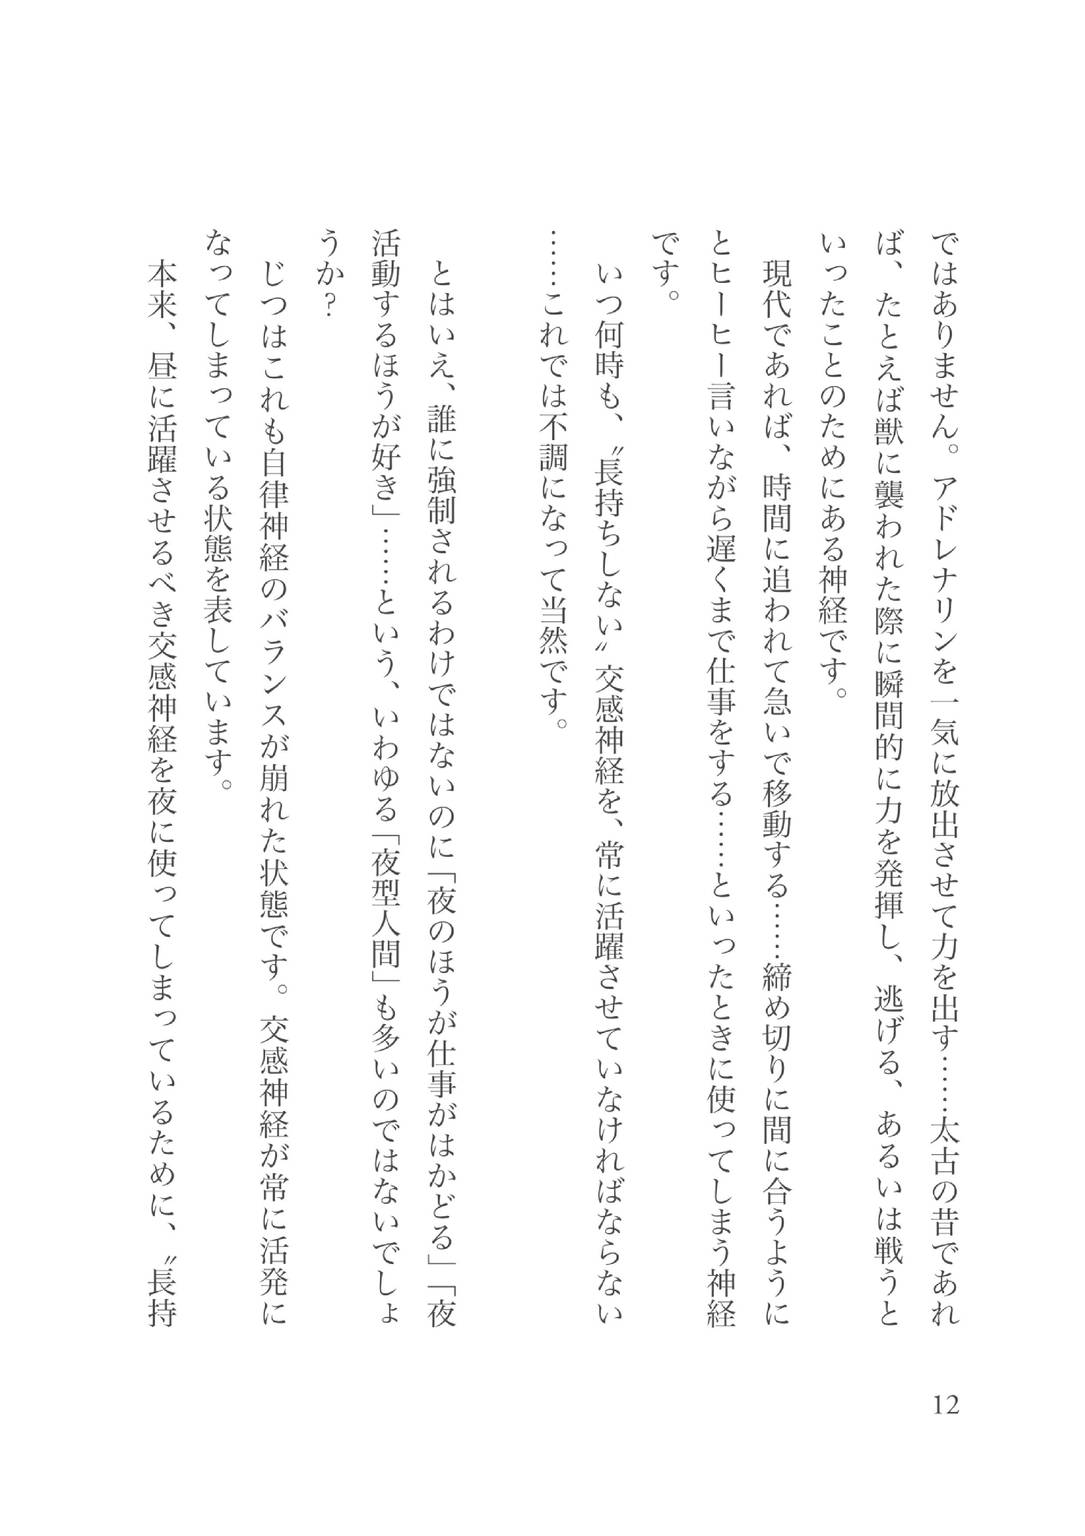 ではありません。アドレナリンを一気に放出させて力を出す……太古の昔であれ
ば、たとえば獣に襲われた際に瞬間的に力を発揮し、逃げる、あるいは戦うと
いったことのためにある神経です。
現代であれば、時間に追われて急いで移動する……締め切りに間に合うように
とヒーヒー言いながら遅くまで仕事をする……といったときに使ってしまう神経
です。
いつ何時も、〝長持ちしない〟交感神経を、常に活躍させていなければならない
……これでは不調になって当然です。
とはいえ、誰に強制されるわけではないのに「夜のほうが仕事がはかどる」「夜
活動するほうが好き」……という、いわゆる「夜型人間」も多いのではないでしょ
うか？
じつはこれも自律神経のバランスが崩れた状態です。交感神経が常に活発に
なってしまっている状態を表しています。
本来、昼に活躍させるべき交感神経を夜に使ってしまっているために、〝長持
12